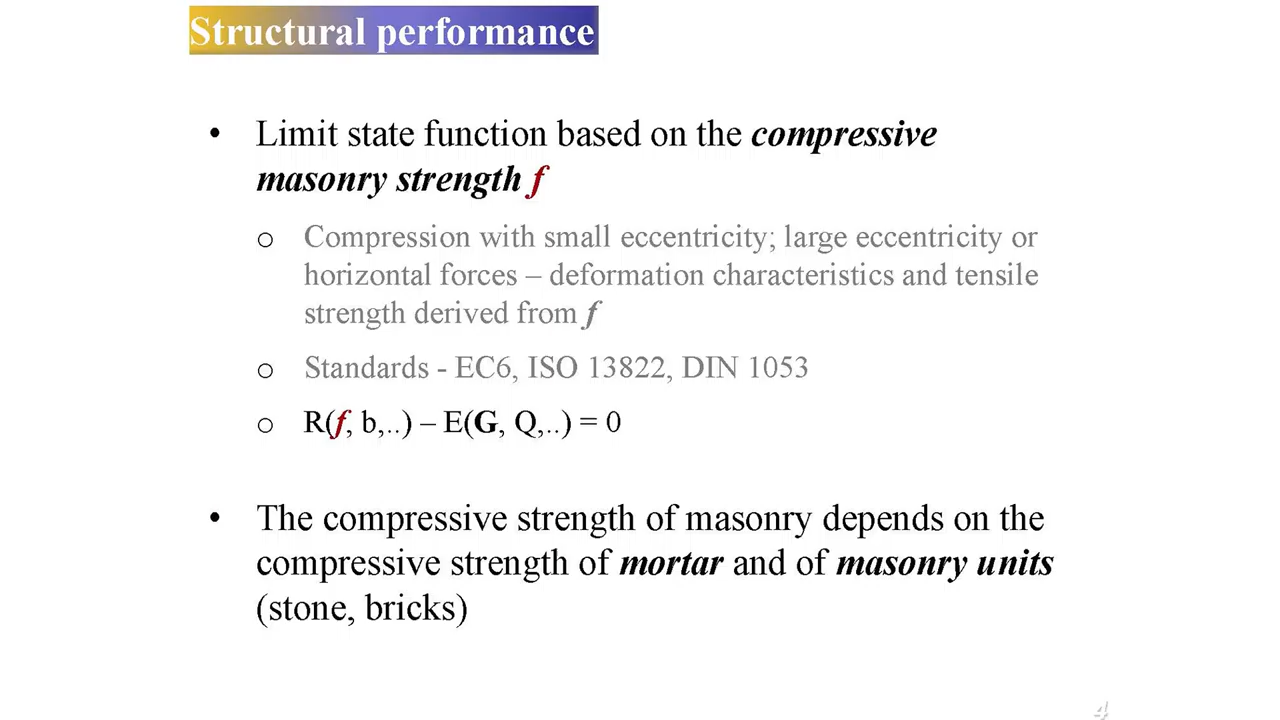 Structural performance
• Limit state function based on the compressive
masonry strength f
o Compression with small eccentricity; large eccentricity or
horizontal forces – deformation characteristics and tensile
strength derived from f
o Standards - EC6, ISO 13822, DIN 1053
o R(f, b,..) – E(G, Q,..) = 0
• The compressive strength of masonry depends on the
compressive strength of mortar and of masonry units
(stone, bricks)
4